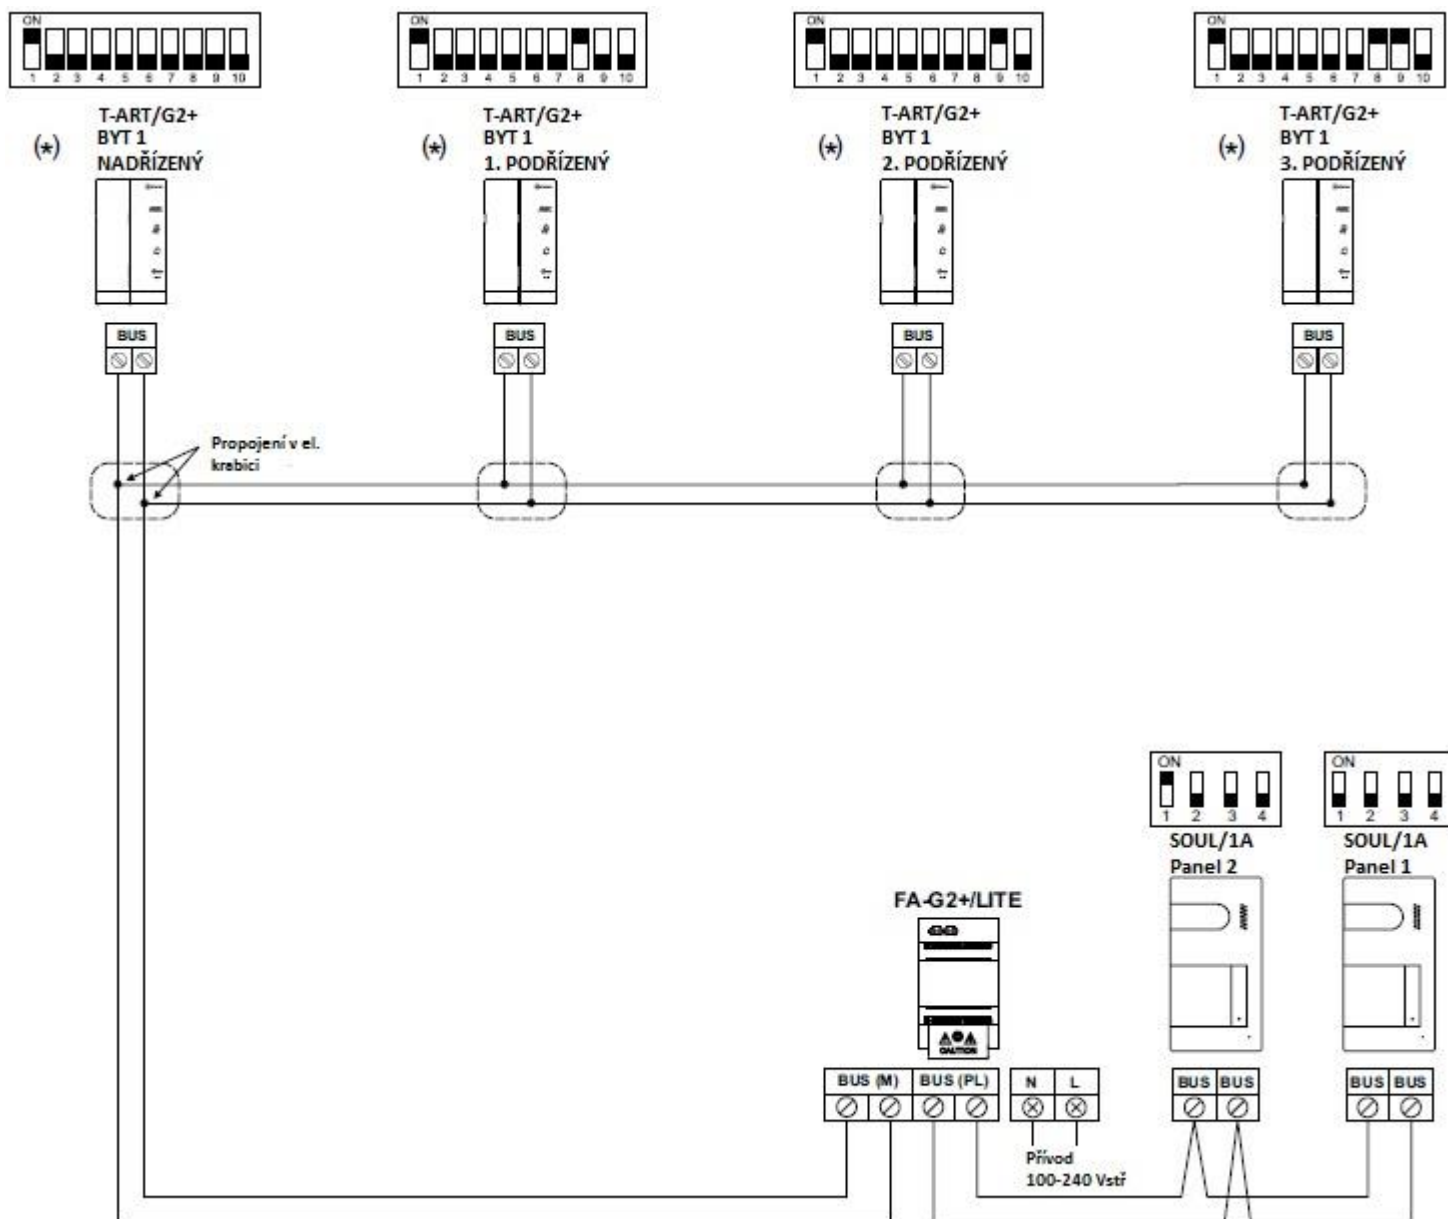 ON
1 2 3 4 5 6 7 8 9 10
ON
1 2 3 4 5 6 7 8 9 10
ON
1 2 3 4 5 6 7 8 9 10
ON
1 2 3 4 5 6 7 8 9 10
(*)
T-ART/G2+
BYT 1
NADŘÍZENÝ
(*)
T-ART/G2+
BYT 1
1. PODŘÍZENÝ
(*)
T-ART/G2+
BYT 1
2. PODŘÍZENÝ
(*)
T-ART/G2+
BYT 1
3. PODŘÍZENÝ
BUS
BUS
BUS
BUS
Propojení v el.
krabici
ON
1 2 3 4
SOUL/1A
Panel 2
ON
1 2 3 4
SOUL/1A
Panel 1
FA-G2+/LITE
CAUTION
BUS (M) BUS (PL) N L
BUS BUS
BUS BUS
Přívod
100-240 Vstř